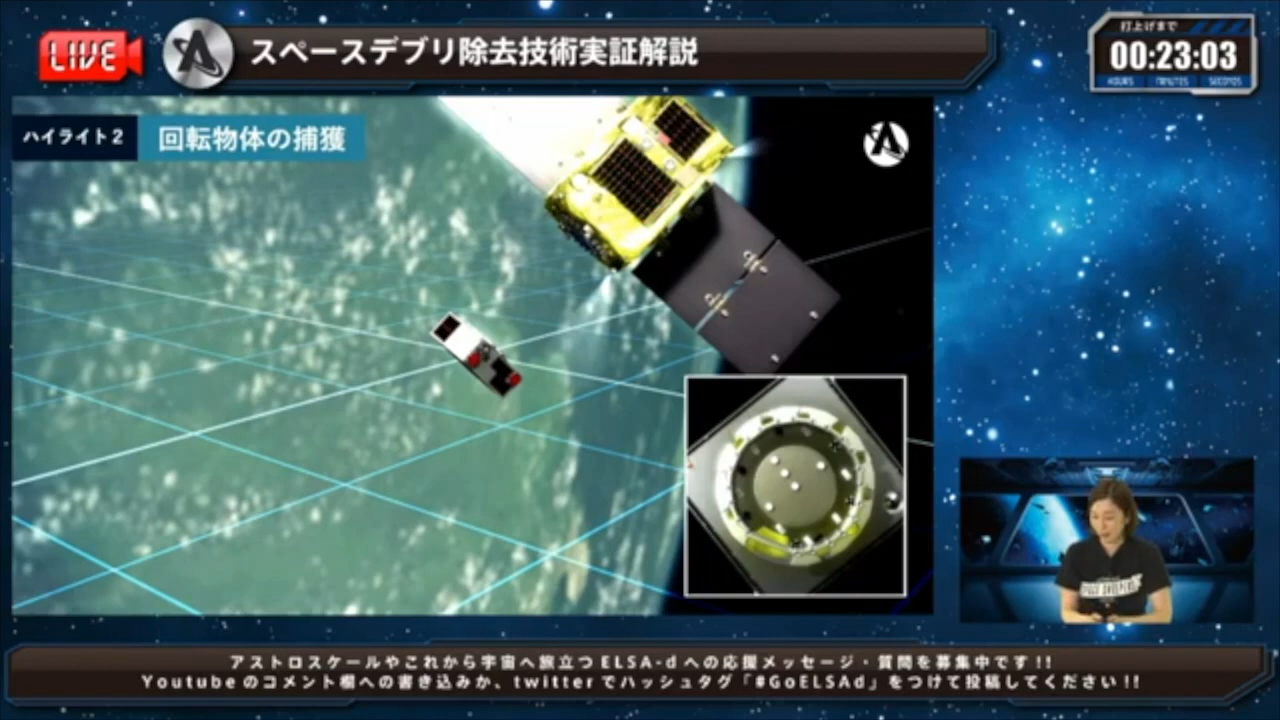 LIVE
スペースデブリ除去技術実証解説
打上げまで
00:23:03
HOURS MINUTES SECONDS
ハイライト2
回転物体の捕獲
アストロスケールやこれから宇宙へ旅立つELSA-dへの応援メッセージ・質問を募集中です!!
Youtubeのコメント欄への書き込みか、twitterでハッシュタグ「#GoELSAd」をつけて投稿してください!!